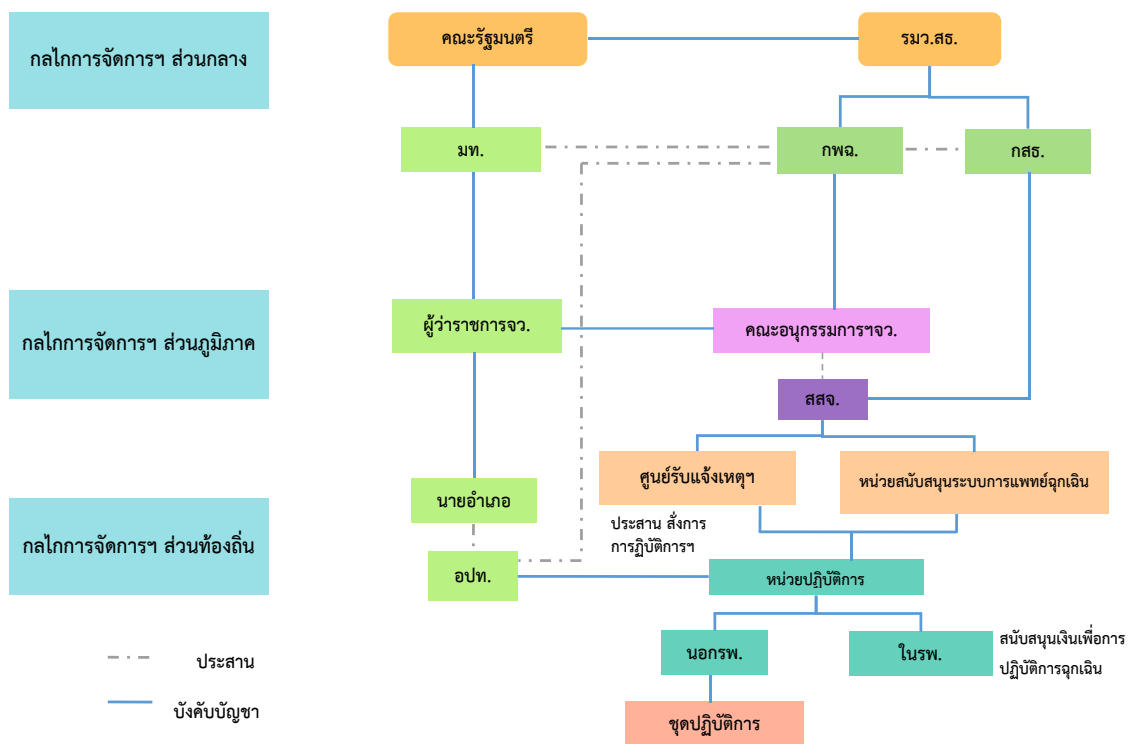 กลไกการจัดการฯ ส่วนกลาง
คณะรัฐมนตรี
รมว.สธ.
มท.
กพฉ.
กสธ.
กลไกการจัดการฯ ส่วนภูมิภาค
ผู้ว่าราชการจว.
คณะอนุกรรมการฯจว.
สสจ.
ศูนย์รับแจ้งเหตุฯ
หน่วยสนับสนุนระบบการแพทย์ฉุกเฉิน
กลไกการจัดการฯ ส่วนท้องถิ่น
นายอำเภอ
ประสาน สั่งการ
การฏิบัติการฯ
อปท.
หน่วยปฏิบัติการ
นอกรพ.
ในรพ.
สนับสนุนเงินเพื่อการ
ปฏิบัติการฉุกเฉิน
ชุดปฏิบัติการ
ประสาน
บังคับบัญชา